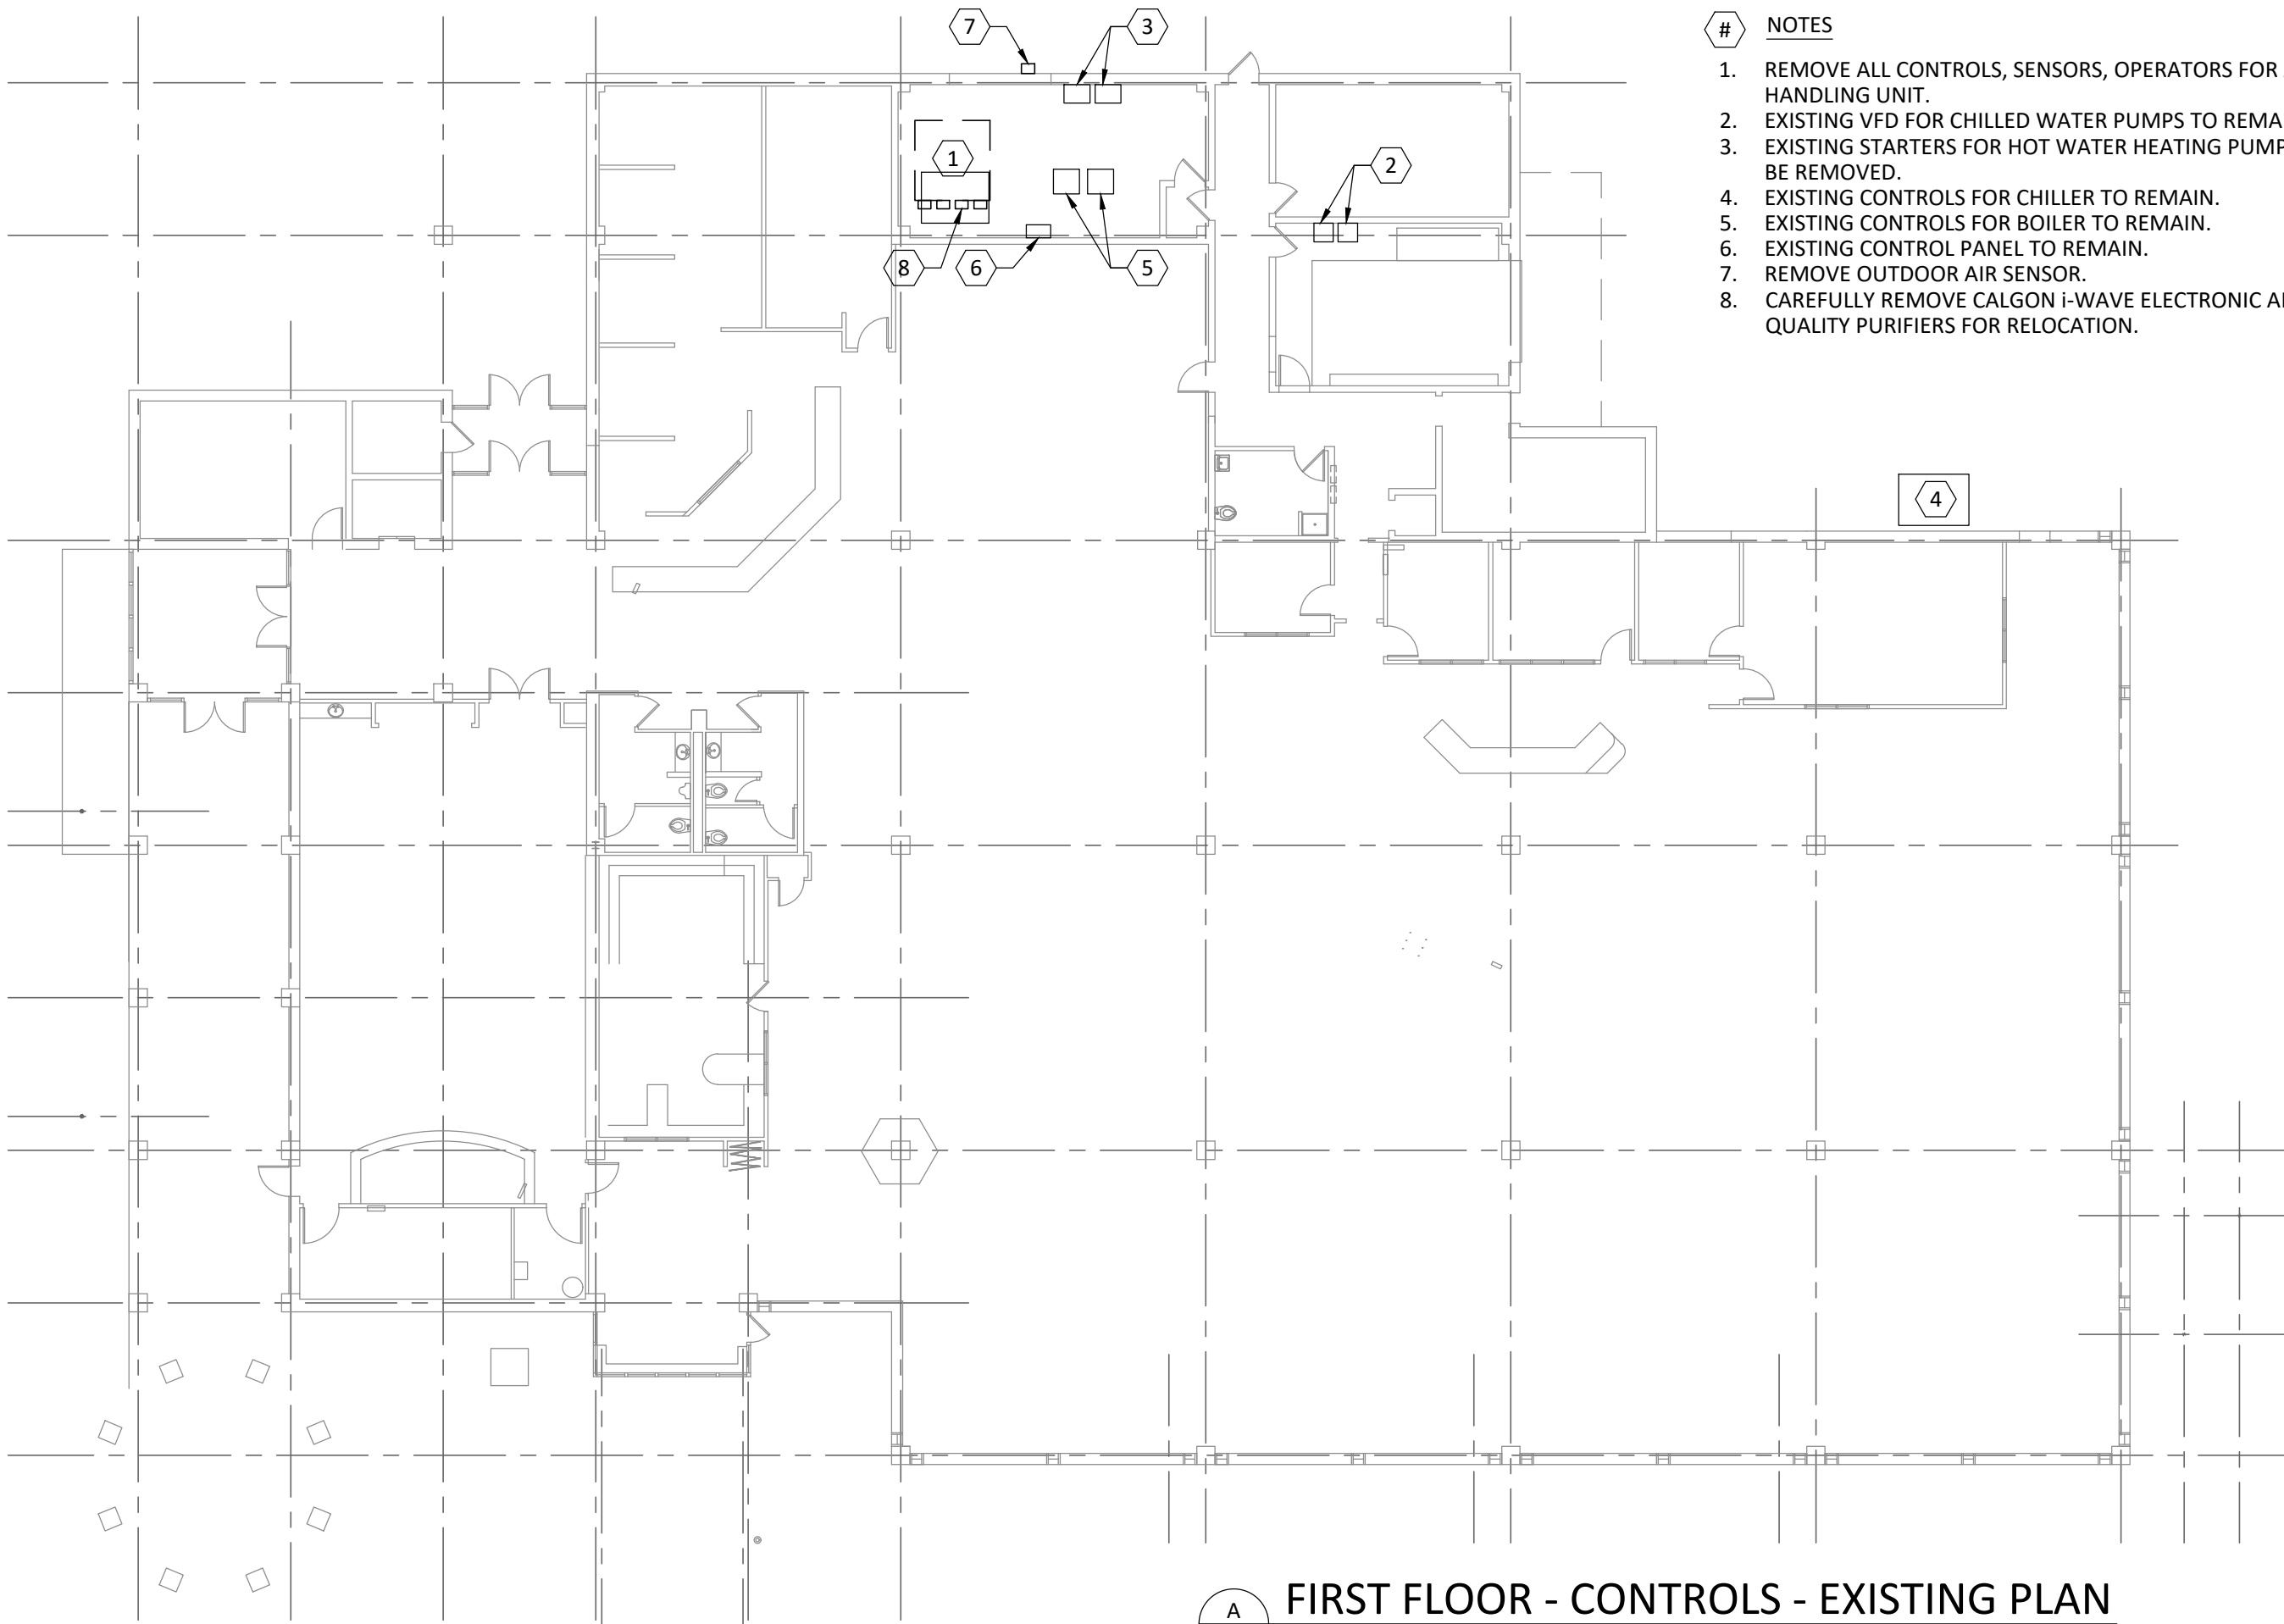 7
3
# NOTES
1. REMOVE ALL CONTROLS, SENSORS, OPERATORS FOR
HANDLING UNIT.
2. EXISTING VFD FOR CHILLED WATER PUMPS TO
3. EXISTING STARTERS FOR HOT WATER HEATING
BE REMOVED.
4. EXISTING CONTROLS FOR CHILLER TO REMAIN.
5. EXISTING CONTROLS FOR BOILER TO REMAIN.
6. EXISTING CONTROL PANEL TO REMAIN.
7. REMOVE OUTDOOR AIR SENSOR.
8. CAREFULLY REMOVE CALGON i-WAVE ELECTRONIC
QUALITY PURIFIERS FOR RELOCATION.
1
2
8
6
5
4
A
FIRST FLOOR - CONTROLS - EXISTING PLAN